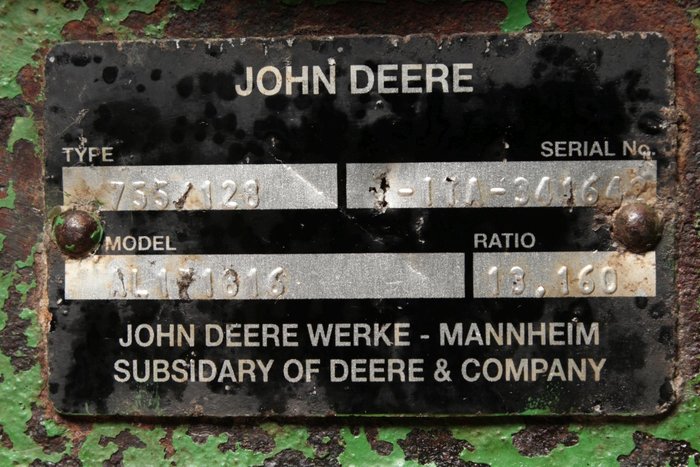 JOHN DEERE
TYPE SERIAL No.
755/128
MODEL RATIO
13.160
JOHN DEERE WERKE - MANNHEIM
SUBSIDARY OF DEERE & COMPANY